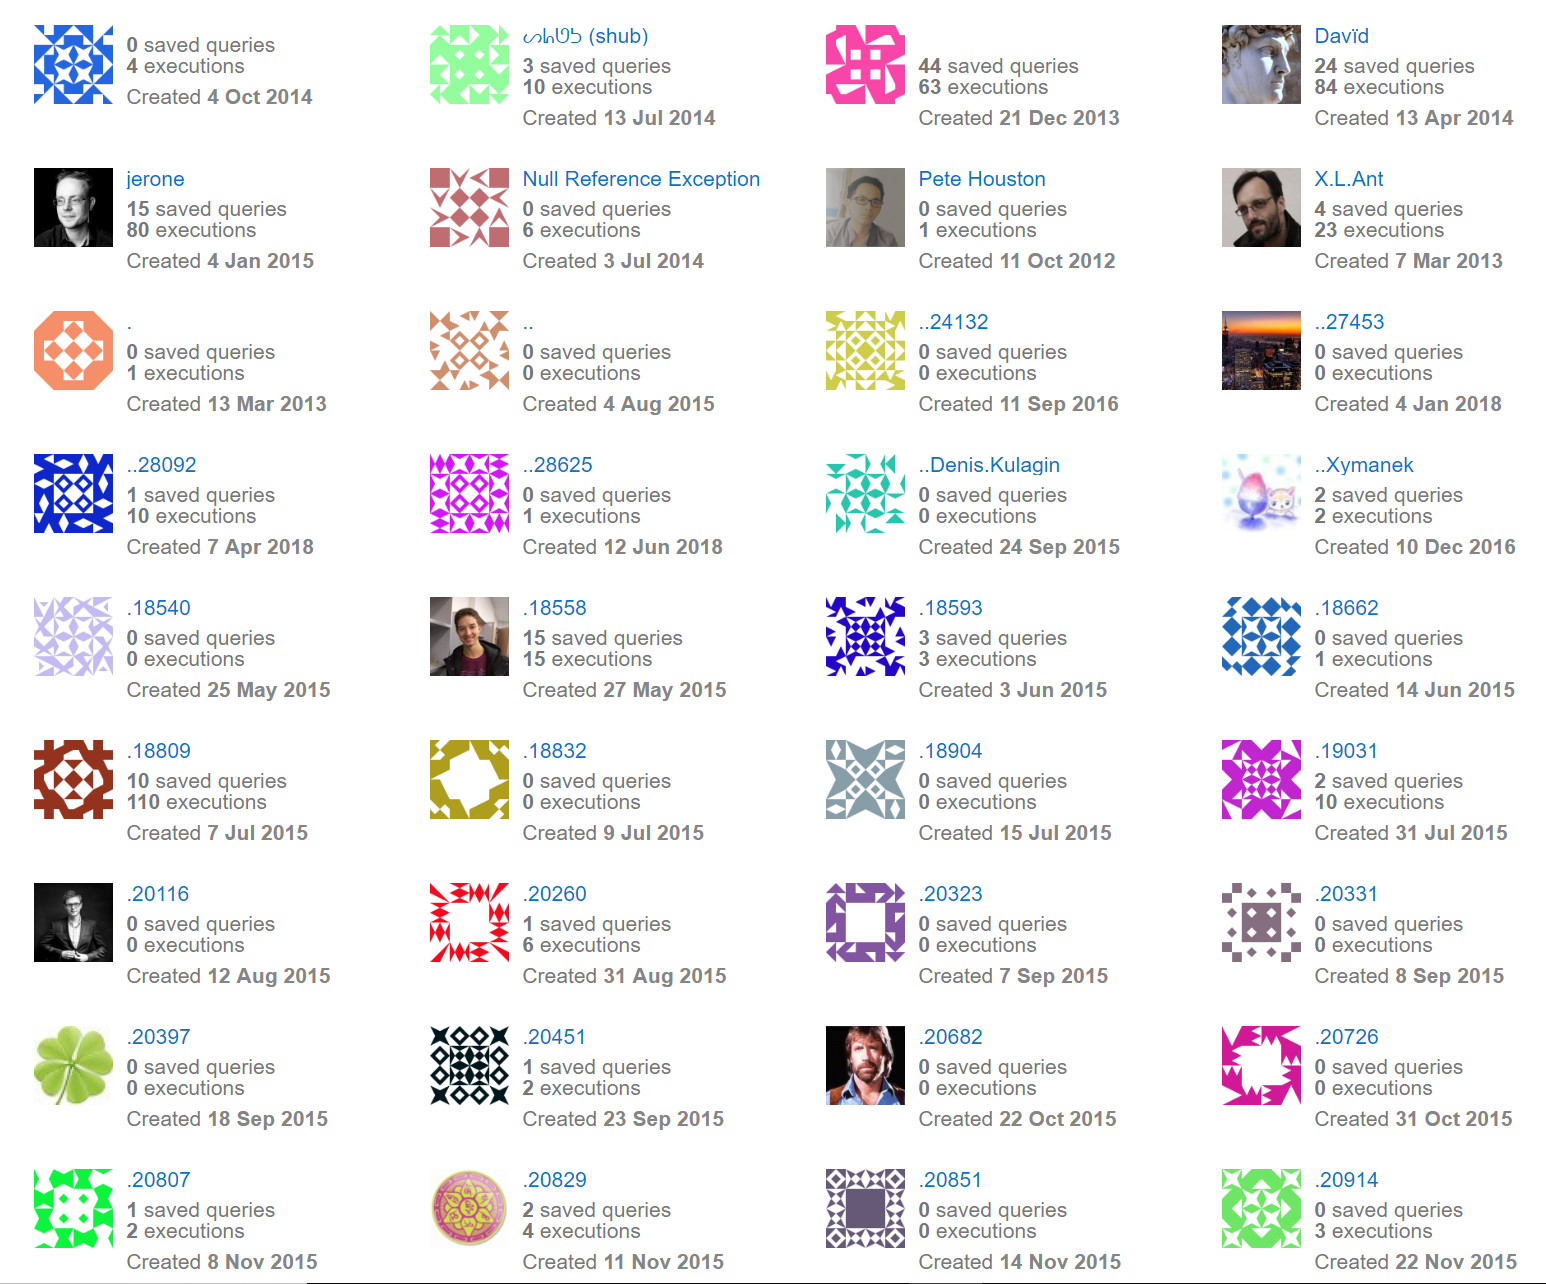 0 saved queries
4 executions
Created 4 Oct 2014
(shub)
3 saved queries
10 executions
Created 13 Jul 2014
44 saved queries
63 executions
Created 21 Dec 2013
Davïd
24 saved queries
84 executions
Created 13 Apr 2014
jerone
15 saved queries
80 executions
Created 4 Jan 2015
Null Reference Exception
0 saved queries
6 executions
Created 3 Jul 2014
Pete Houston
0 saved queries
1 executions
Created 11 Oct 2012
X.L.Ant
4 saved queries
23 executions
Created 7 Mar 2013
.
0 saved queries
1 executions
Created 13 Mar 2013
..
0 saved queries
0 executions
Created 4 Aug 2015
..24132
0 saved queries
0 executions
Created 11 Sep 2016
..27453
0 saved queries
0 executions
Created 4 Jan 2018
..28092
1 saved queries
10 executions
Created 7 Apr 2018
..28625
0 saved queries
1 executions
Created 12 Jun 2018
..Denis.Kulagin
0 saved queries
0 executions
Created 24 Sep 2015
..Xymanek
2 saved queries
2 executions
Created 10 Dec 2016
.18540
0 saved queries
0 executions
Created 25 May 2015
.18558
15 saved queries
15 executions
Created 27 May 2015
.18593
3 saved queries
3 executions
Created 3 Jun 2015
.18662
0 saved queries
1 executions
Created 14 Jun 2015
.18809
10 saved queries
110 executions
Created 7 Jul 2015
.18832
0 saved queries
0 executions
Created 9 Jul 2015
.18904
0 saved queries
0 executions
Created 15 Jul 2015
.19031
2 saved queries
10 executions
Created 31 Jul 2015
.20116
0 saved queries
0 executions
Created 12 Aug 2015
.20260
1 saved queries
6 executions
Created 31 Aug 2015
.20323
0 saved queries
0 executions
Created 7 Sep 2015
.20331
0 saved queries
0 executions
Created 8 Sep 2015
.20397
0 saved queries
0 executions
Created 18 Sep 2015
.20451
1 saved queries
2 executions
Created 23 Sep 2015
.20682
0 saved queries
0 executions
Created 22 Oct 2015
.20726
0 saved queries
0 executions
Created 31 Oct 2015
.20807
1 saved queries
2 executions
Created 8 Nov 2015
.20829
2 saved queries
4 executions
Created 11 Nov 2015
.20851
0 saved queries
0 executions
Created 14 Nov 2015
.20914
0 saved queries
3 executions
Created 22 Nov 2015